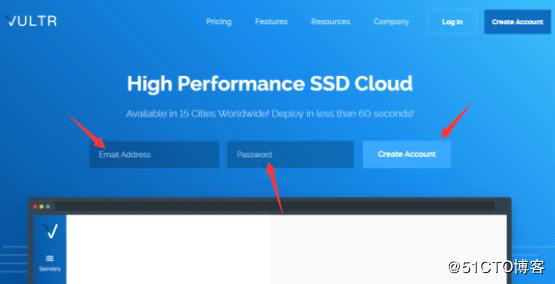 VULTR
Pricing Features Resources Company Log In Create Account
High Performance SSD Cloud
Available in 15 Cities Worldwide! Deploy in less than 60 seconds!
Email Address Password Create Account
Servers
@51CTO博客